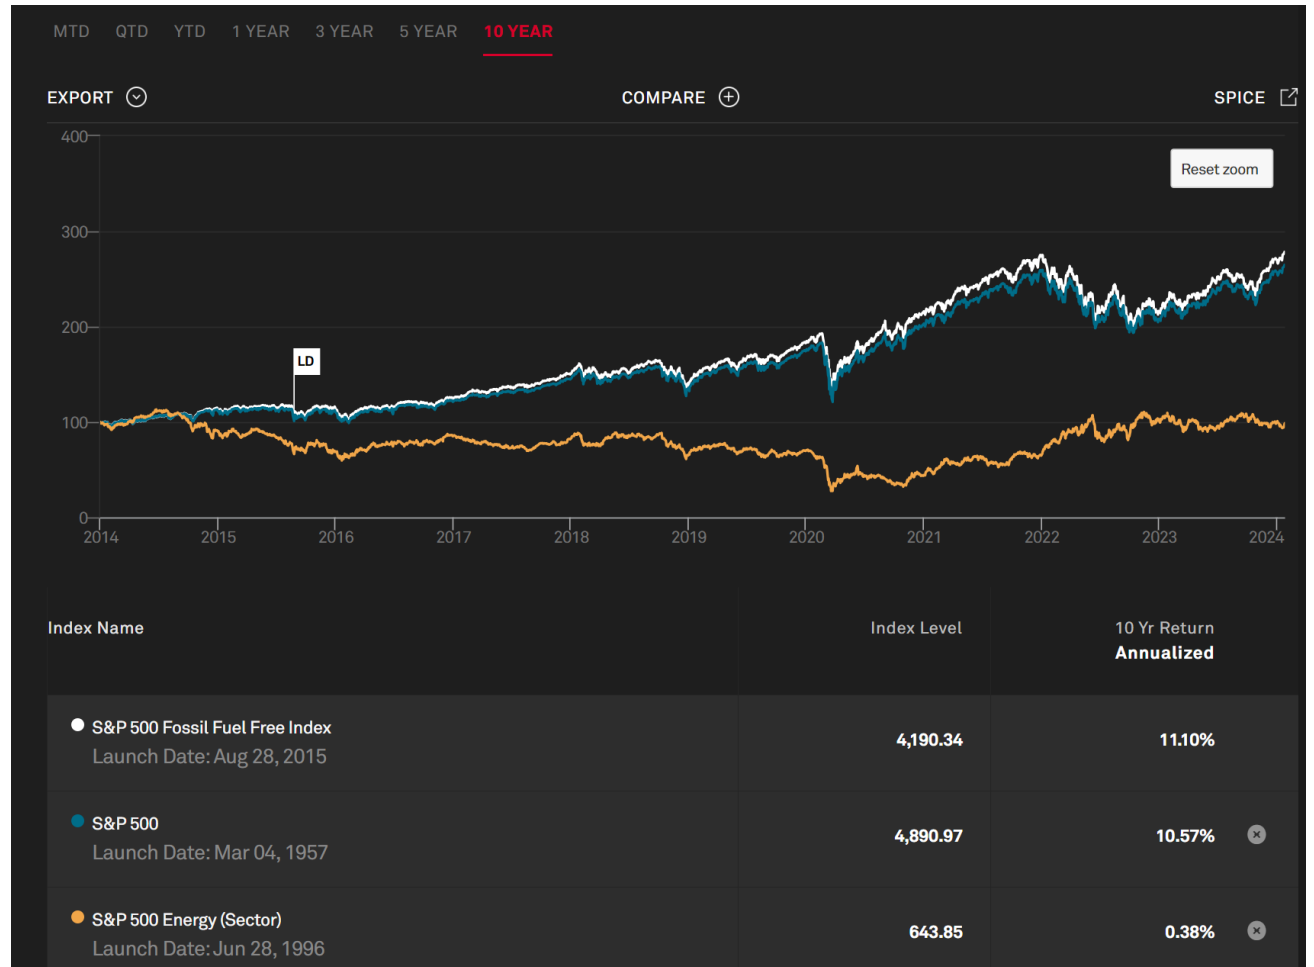 MTD QTD YTD 1 YEAR 3 YEAR 5 YEAR 10 YEAR
EXPORT COMPARE SPICE
400
Reset zoom
300
200
LD
100
0
2014 2015 2016 2017 2018 2019 2020 2021 2022 2023 2024
Index Name Index Level 10 Yr Return
Annualized
S&P 500 Fossil Fuel Free Index
Launch Date: Aug 28, 2015
4,190.34 11.10%
S&P 500
Launch Date: Mar 04, 1957
4,890.97 10.57%
S&P 500 Energy (Sector)
Launch Date: Jun 28, 1996
643.85 0.38%